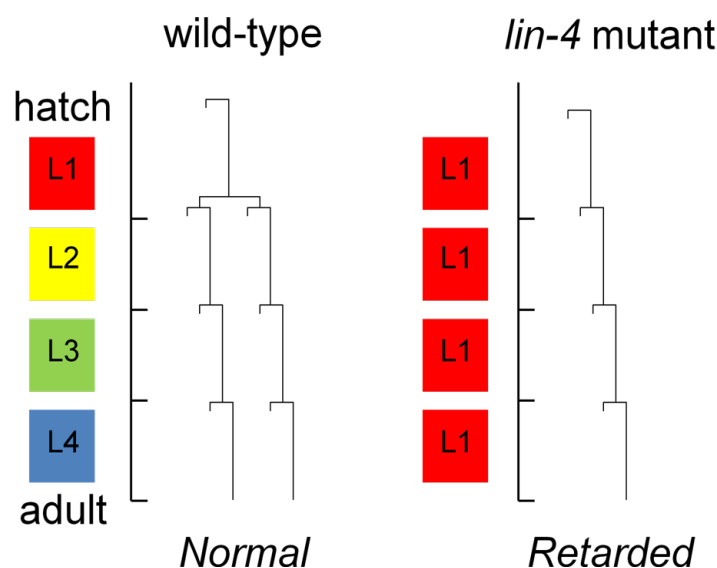 wild-type lin-4 mutant
hatch
L1 L1
L2 L1
L3 L1
L4 L1
adult
Normal Retarded